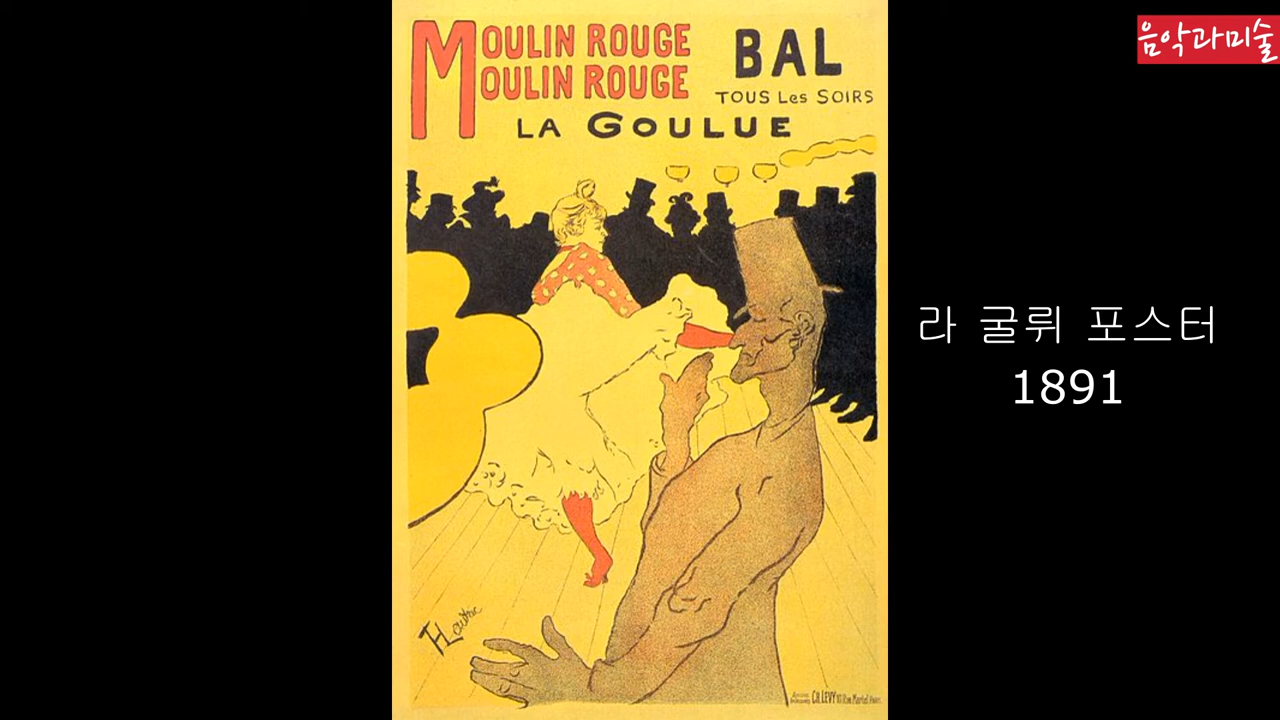 MOULIN ROUGE
MOULIN ROUGE
BAL
TOUS Les SOIRS
LA GOULUE
음악과미술
라 굴뤼 포스터
1891
CH. LEVY